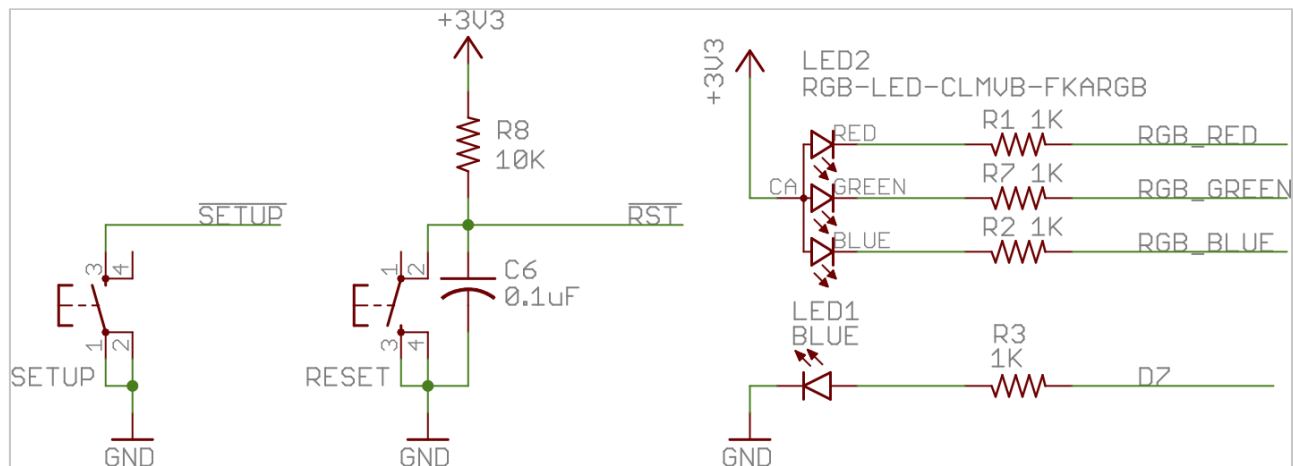 +3V3
R8
10K
SETUP
3
4
1
2
SETUP
GND
RST
1
2
C6
0.1uF
3
4
RESET
GND
+3V3
LED2
RGB-LED-CLMVB-FKARGB
RED
R1 1K
RGB_RED
CA
GREEN
R7 1K
RGB_GREEN
BLUE
R2 1K
RGB_BLUE
LED1
BLUE
R3
1K
D7
GND